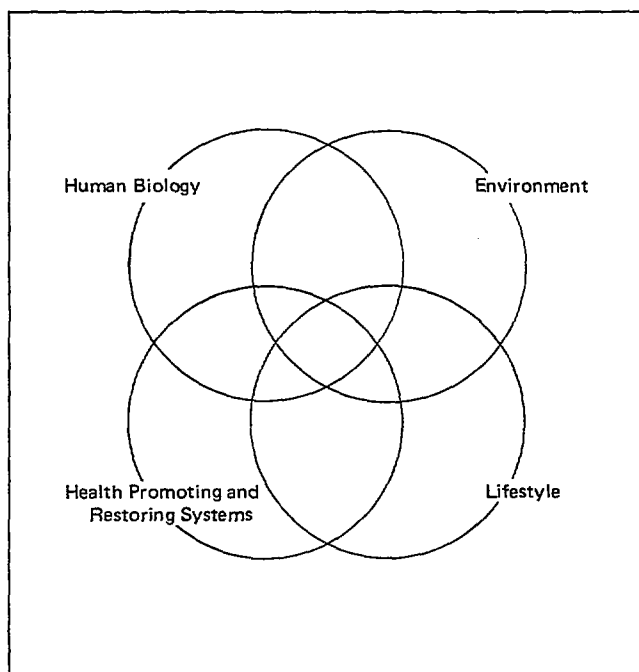 Human Biology
Environment
Health Promoting and
Restoring Systems
Lifestyle